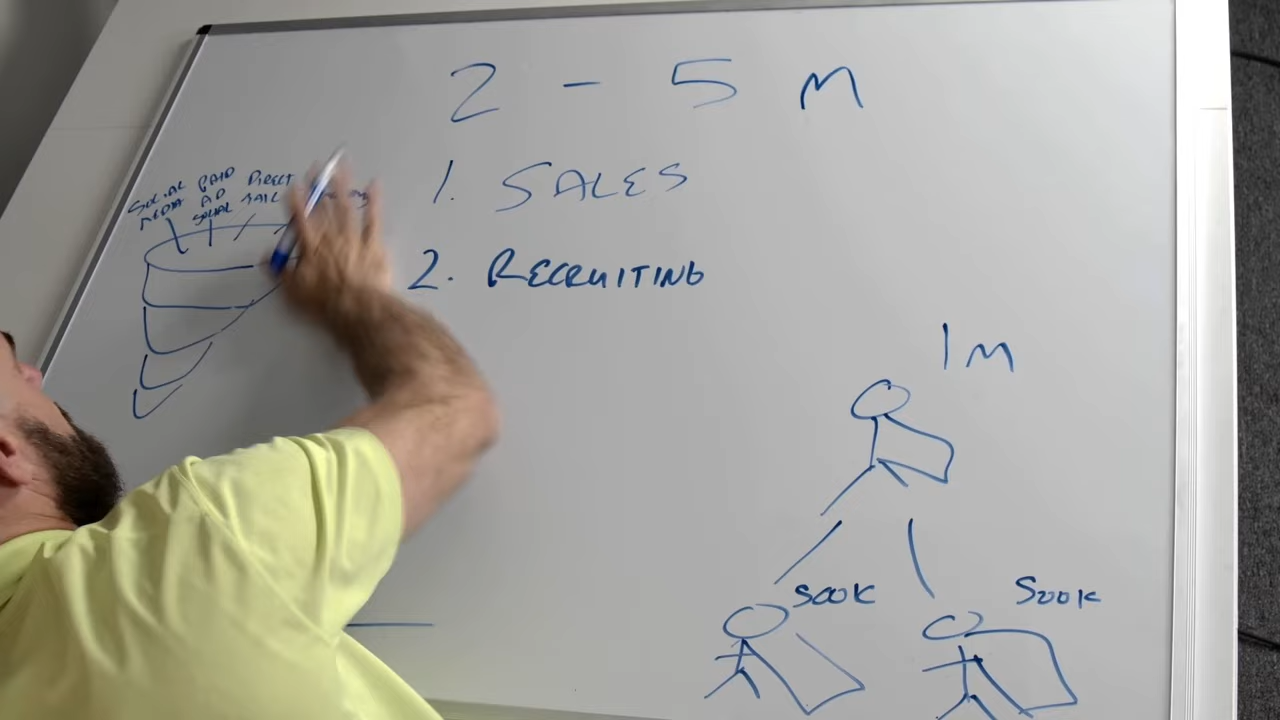 2 - 5 M
1. SALES
2. RECRUITING
SOCIAL MEDIA
PAID AD SOCIAL
DIRECT MAIL
1M
500K
500K